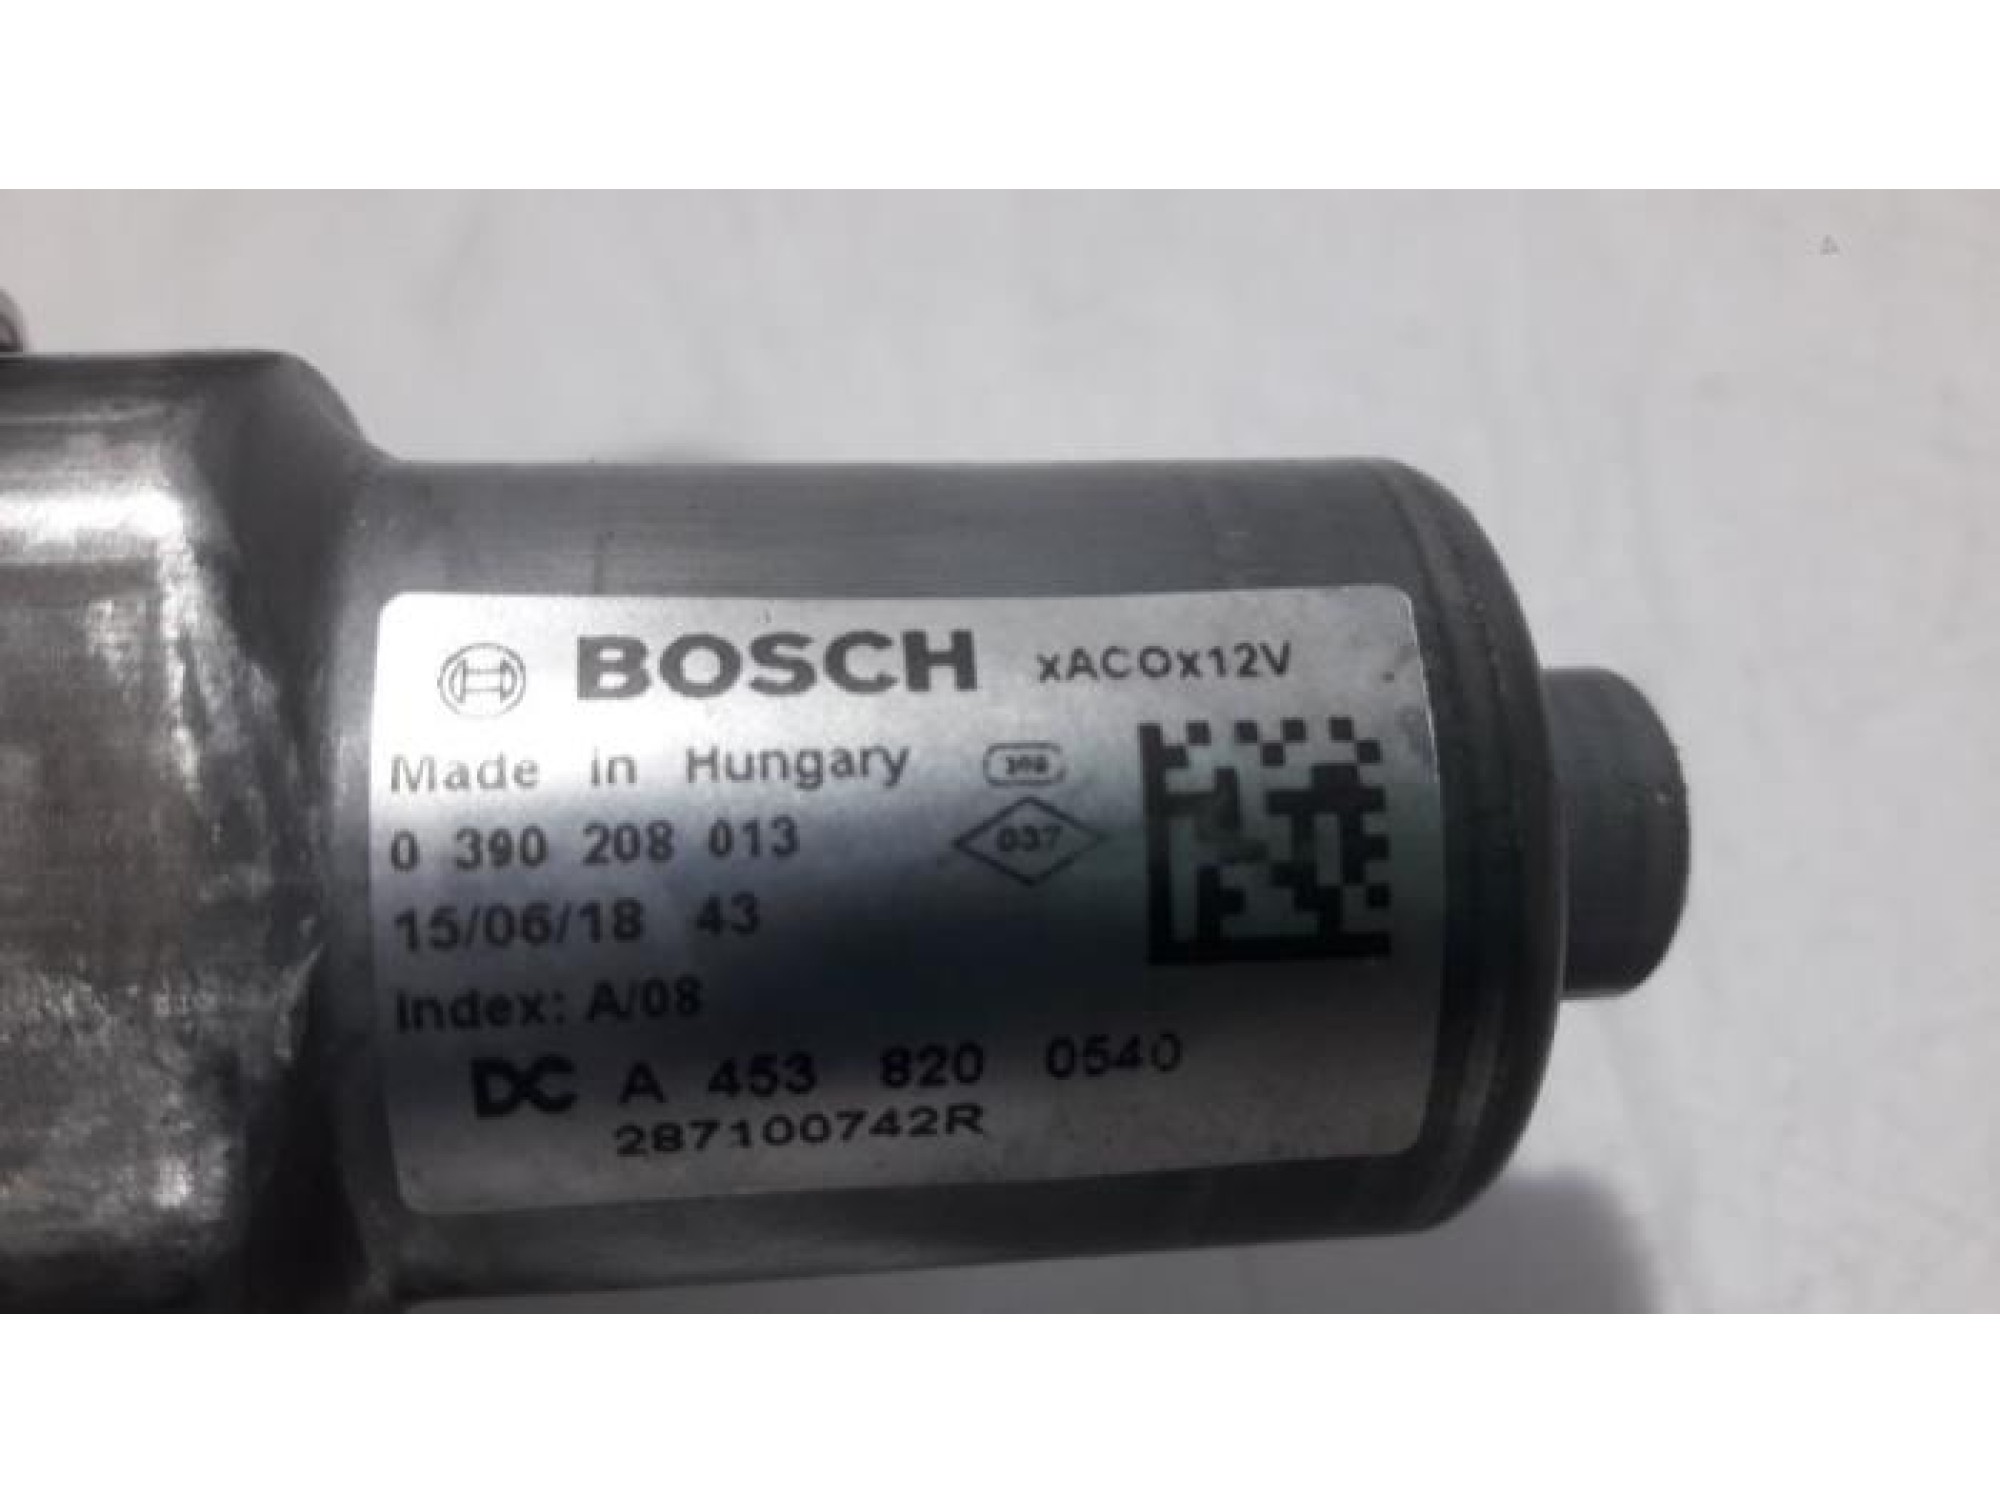 BOSCH xACOx12V
Made in Hungary
0 390 208 013
037
15/06/18 43
Index: A/08
DC A 453 820 0540
287100742R